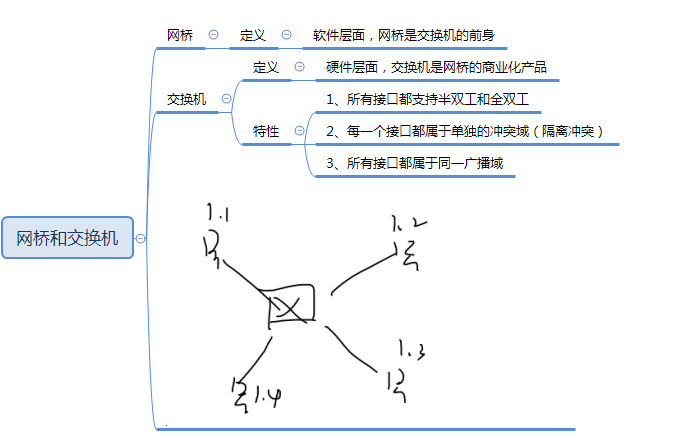 网桥
定义
软件层面，网桥是交换机的前身
定义
硬件层面，交换机是网桥的商业化产品
交换机
1、所有接口都支持半双工和全双工
特性
2、每一个接口都属于单独的冲突域（隔离冲突）
3、所有接口都属于同一广播域
网桥和交换机
1.1
1.2
1.3
1.4